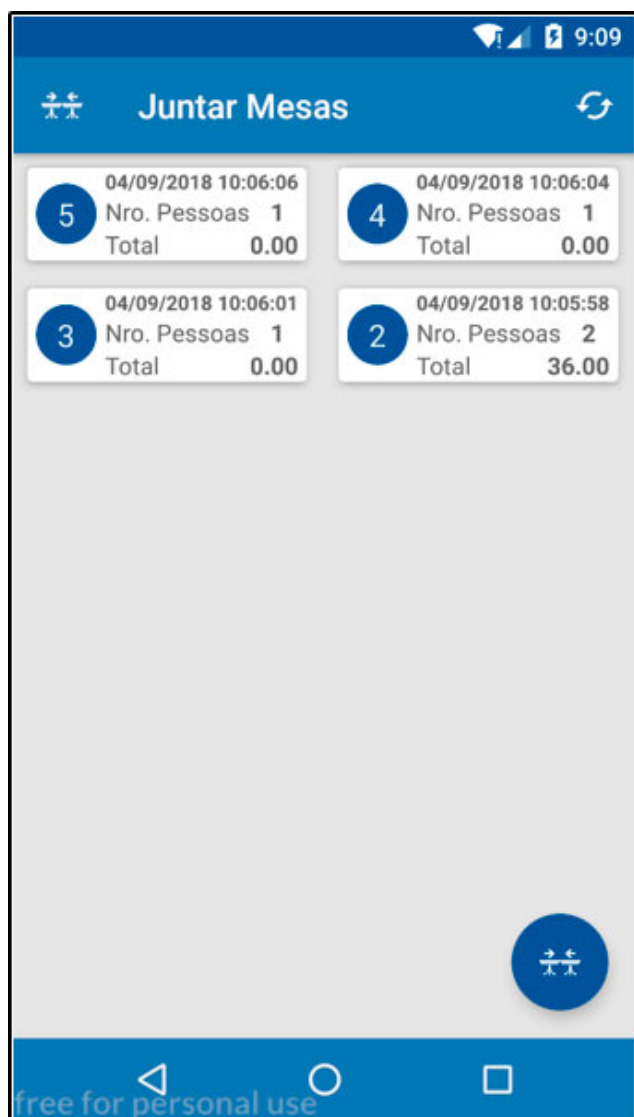 9:09
Juntar Mesas
5
04/09/2018 10:06:06
Nro. Pessoas 1
Total 0.00
4
04/09/2018 10:06:04
Nro. Pessoas 1
Total 0.00
3
04/09/2018 10:06:01
Nro. Pessoas 1
Total 0.00
2
04/09/2018 10:05:58
Nro. Pessoas 2
Total 36.00
free for personal use